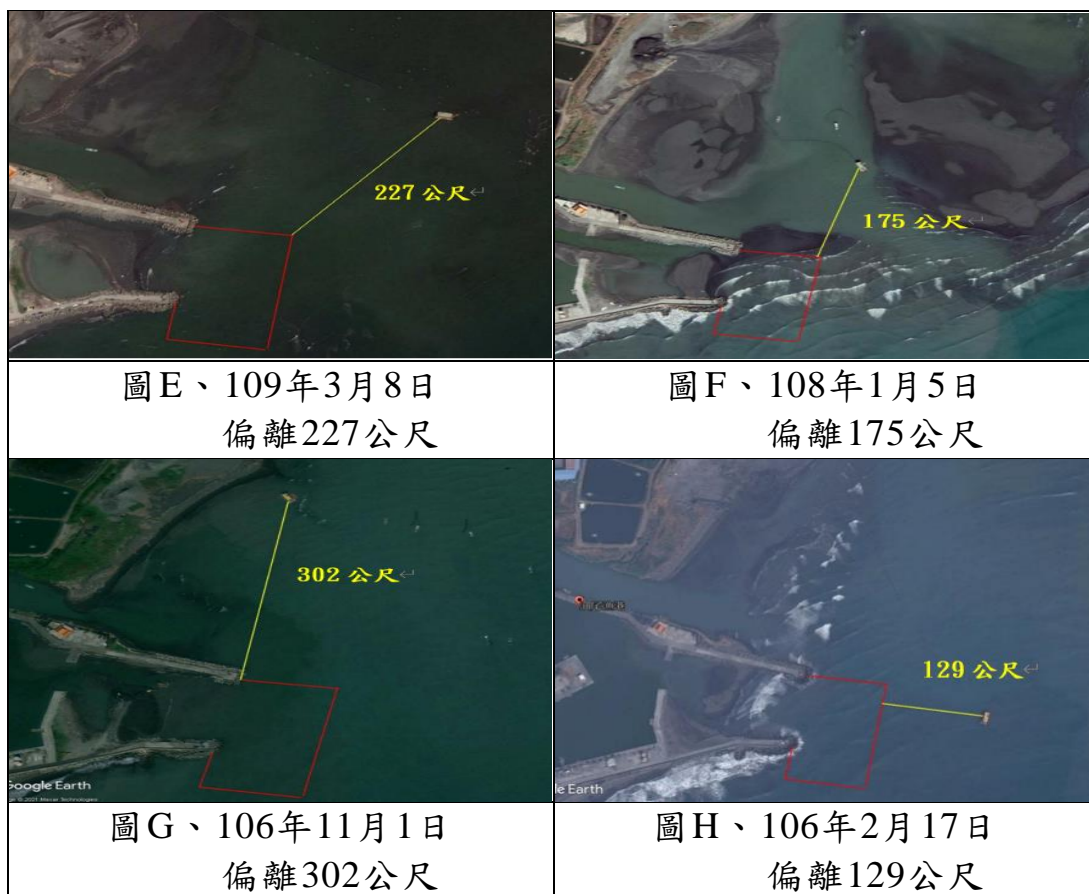 227 公尺
175 公尺
圖E、109年3月8日
偏離227公尺
圖F、108年1月5日
偏離175公尺
302 公尺
Google Earth
129 公尺
Earth
圖G、106年11月1日
偏離302公尺
圖H、106年2月17日
偏離129公尺